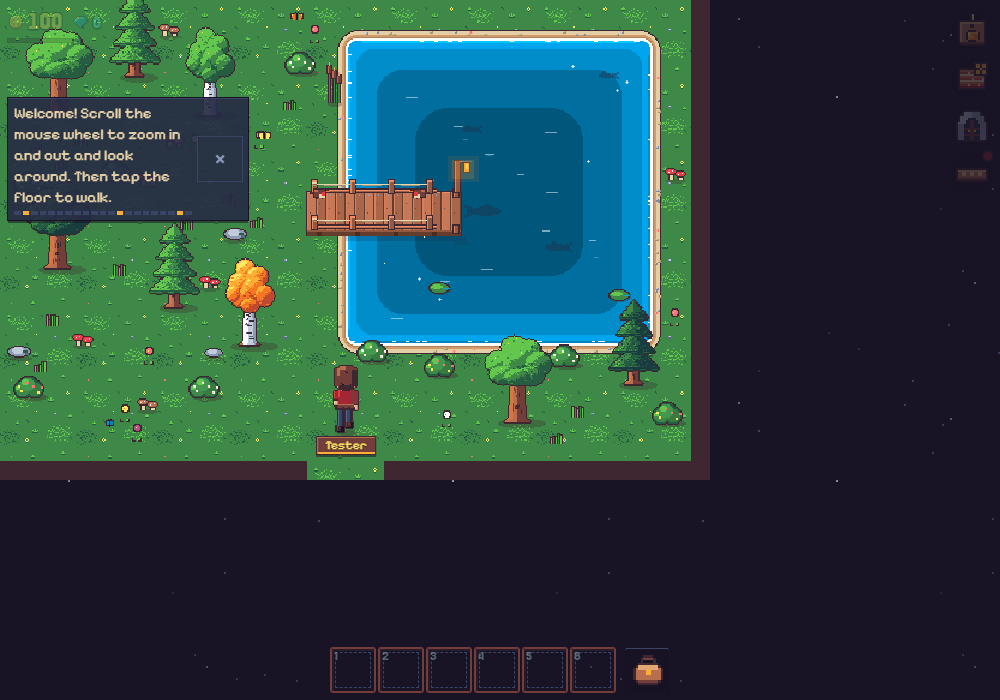 100 6
Welcome! Scroll the
mouse wheel to zoom in
and out and look
around. Then tap the
floor to walk.
×
Tester
1 2 3 4 5 6